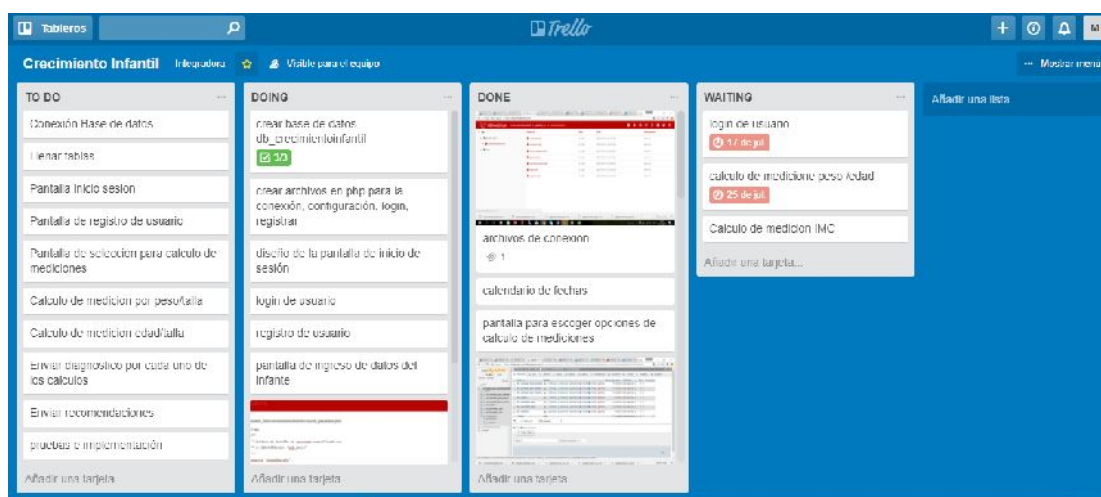 Tableros
Trello
Crecimiento Infantil
Integradora
Visible para el equipo
Mostrar menú
TO DO
Conexión Base de datos
Llenar tablas
Pantalla inicio sesion
Pantalla de registro de usuario
Pantalla de seleccion para calculo de
mediciones
Calculo de medicion por peso/talla
Calculo de medicion edad/talla
Enviar diagnostico por cada uno de
los calculos
Enviar recomendaciones
pruebas e implementación
Añadir una tarjeta
DOING
crear base de datos
db_crecimientoinfantil
3/3
crear archivos en php para la
conexión, configuración, login,
registrar
diseño de la pantalla de inicio de
sesión
login de usuario
registro de usuario
pantalla de ingreso de datos del
infante
Añadir una tarjeta
DONE
archivos de conexion
1
calendario de fechas
pantalla para escoger opciones de
calculo de mediciones
Añadir una tarjeta
WAITING
login de usuario
17 de jul.
calculo de medicione peso /edad
25 de jul.
Calculo de medicion IMC
Añadir una tarjeta...
Añadir una lista